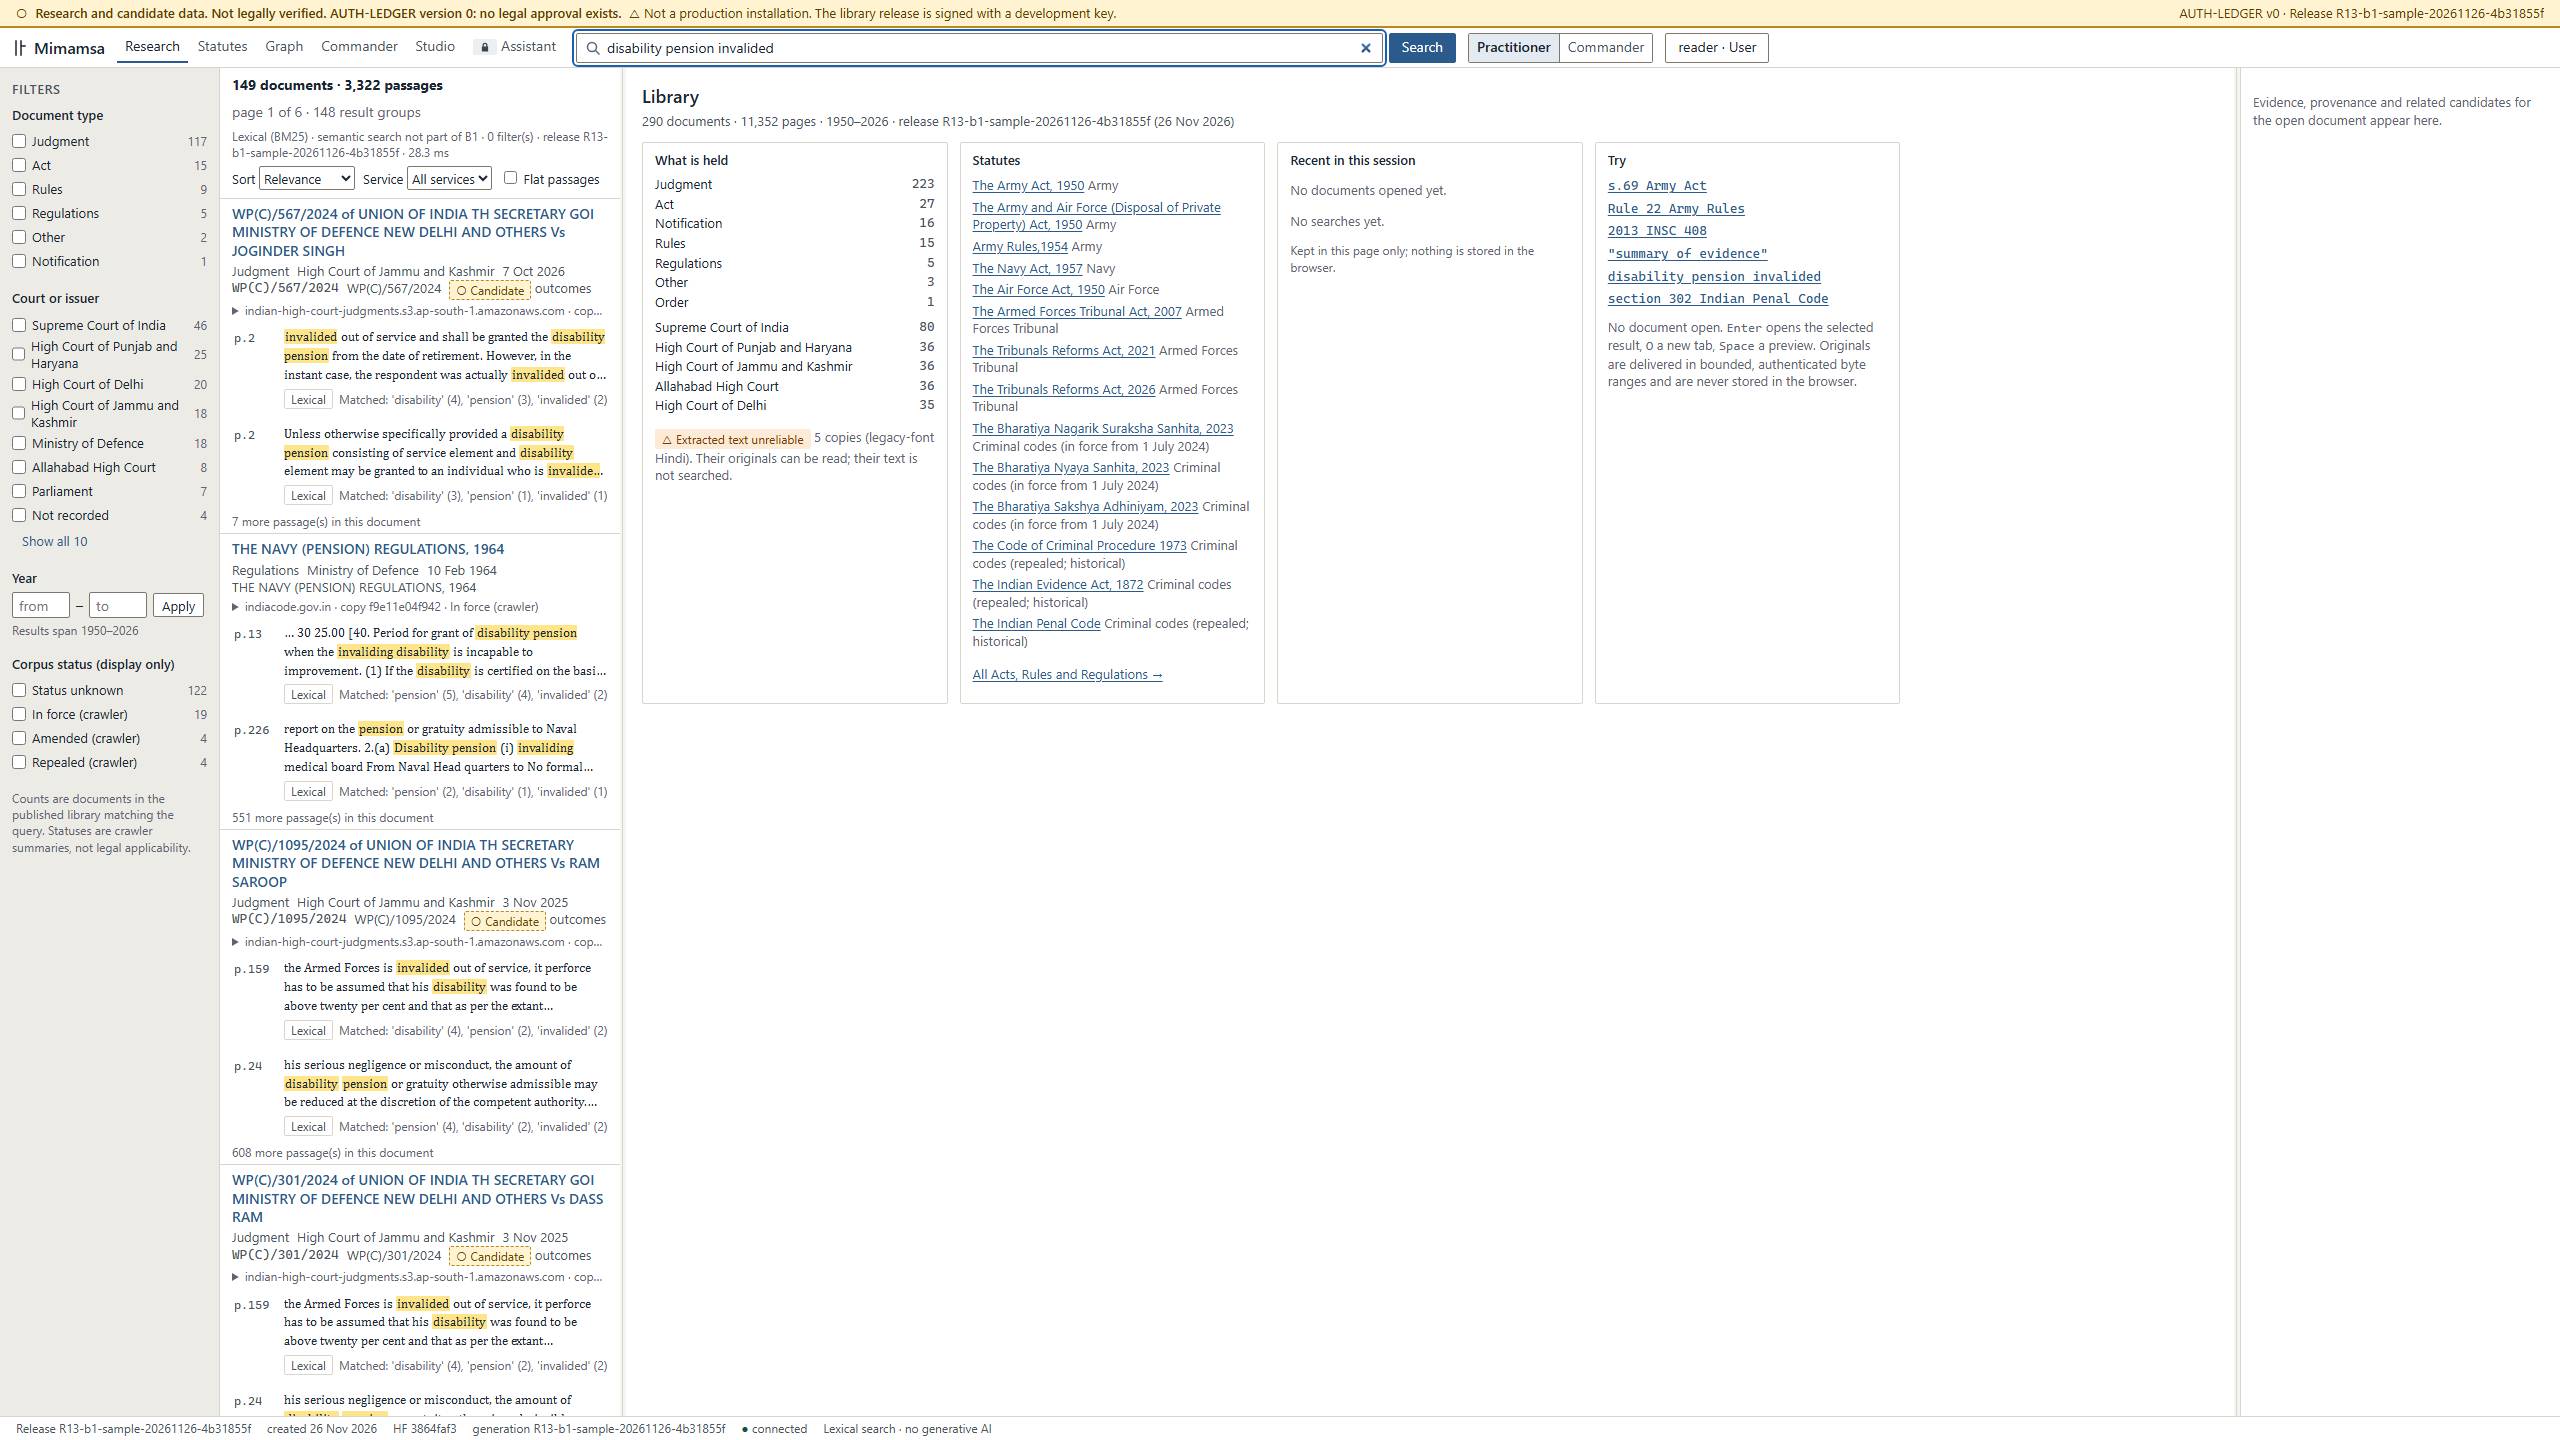 ○ Research and candidate data. Not legally verified. AUTH-LEDGER version 0: no legal approval exists. △ Not a production installation. The library release is signed with a development key.
AUTH-LEDGER v0 · Release R13-b1-sample-20261126-4b31855f
Mimamsa
Research
Statutes
Graph
Commander
Studio
Assistant
disability pension invalided
Search
Practitioner
Commander
reader · User
FILTERS
Document type
Judgment 117
Act 15
Rules 9
Regulations 5
Other 2
Notification 1
Court or issuer
Supreme Court of India 46
High Court of Punjab and
Haryana 25
High Court of Delhi 20
High Court of Jammu and
Kashmir 18
Ministry of Defence 18
Allahabad High Court 8
Parliament 7
Not recorded 4
Show all 10
Year
from – to Apply
Results span 1950–2026
Corpus status (display only)
Status unknown 122
In force (crawler) 19
Amended (crawler) 4
Repealed (crawler) 4
Counts are documents in the
published library matching the
query. Statuses are crawler
summaries, not legal applicability.
149 documents · 3,322 passages
page 1 of 6 · 148 result groups
Lexical (BM25) · semantic search not part of B1 · 0 filter(s) · release R13-
b1-sample-20261126-4b31855f · 28.3 ms
Sort Relevance Service All services Flat passages
WP(C)/567/2024 of UNION OF INDIA TH SECRETARY GOI
MINISTRY OF DEFENCE NEW DELHI AND OTHERS Vs
JOGINDER SINGH
Judgment High Court of Jammu and Kashmir 7 Oct 2026
WP(C)/567/2024 WP(C)/567/2024 ○ Candidate outcomes
▶ indian-high-court-judgments.s3.ap-south-1.amazonaws.com · cop...
p.2 invalided out of service and shall be granted the disability
pension from the date of retirement. However, in the
instant case, the respondent was actually invalided out o...
Lexical Matched: 'disability' (4), 'pension' (3), 'invalided' (2)
p.2 Unless otherwise specifically provided a disability
pension consisting of service element and disability
element may be granted to an individual who is invalide...
Lexical Matched: 'disability' (3), 'pension' (1), 'invalided' (1)
7 more passage(s) in this document
THE NAVY (PENSION) REGULATIONS, 1964
Regulations Ministry of Defence 10 Feb 1964
THE NAVY (PENSION) REGULATIONS, 1964
▶ indiacode.gov.in · copy f9e11e04f942 · In force (crawler)
p.13 ... 30 25.00 [40. Period for grant of disability pension
when the invaliding disability is incapable to
improvement. (1) If the disability is certified on the basi...
Lexical Matched: 'pension' (5), 'disability' (4), 'invalided' (2)
p.226 report on the pension or gratuity admissible to Naval
Headquarters. 2.(a) Disability pension (i) invaliding
medical board From Naval Head quarters to No formal...
Lexical Matched: 'pension' (2), 'disability' (1), 'invalided' (1)
551 more passage(s) in this document
WP(C)/1095/2024 of UNION OF INDIA TH SECRETARY
MINISTRY OF DEFENCE NEW DELHI AND OTHERS Vs RAM
SAROOP
Judgment High Court of Jammu and Kashmir 3 Nov 2025
WP(C)/1095/2024 WP(C)/1095/2024 ○ Candidate outcomes
▶ indian-high-court-judgments.s3.ap-south-1.amazonaws.com · cop...
p.159 the Armed Forces is invalided out of service, it perforce
has to be assumed that his disability was found to be
above twenty per cent and that as per the extant...
Lexical Matched: 'disability' (4), 'pension' (2), 'invalided' (2)
p.24 his serious negligence or misconduct, the amount of
disability pension or gratuity otherwise admissible may
be reduced at the discretion of the competent authority....
Lexical Matched: 'pension' (4), 'disability' (2), 'invalided' (2)
608 more passage(s) in this document
WP(C)/301/2024 of UNION OF INDIA TH SECRETARY GOI
MINISTRY OF DEFENCE NEW DELHI AND OTHERS Vs DASS
RAM
Judgment High Court of Jammu and Kashmir 3 Nov 2025
WP(C)/301/2024 WP(C)/301/2024 ○ Candidate outcomes
▶ indian-high-court-judgments.s3.ap-south-1.amazonaws.com · cop...
p.159 the Armed Forces is invalided out of service, it perforce
has to be assumed that his disability was found to be
above twenty per cent and that as per the extant...
Lexical Matched: 'disability' (4), 'pension' (2), 'invalided' (2)
p.24 his serious negligence or misconduct, the amount of
Library
290 documents · 11,352 pages · 1950–2026 · release R13-b1-sample-20261126-4b31855f (26 Nov 2026)
What is held
Judgment 223
Act 27
Notification 16
Rules 15
Regulations 5
Other 3
Order 1
Supreme Court of India 80
High Court of Punjab and Haryana 36
High Court of Jammu and Kashmir 36
Allahabad High Court 36
High Court of Delhi 35
△ Extracted text unreliable 5 copies (legacy-font
Hindi). Their originals can be read; their text is
not searched.
Statutes
The Army Act, 1950 Army
The Army and Air Force (Disposal of Private
Property) Act, 1950 Army
Army Rules,1954 Army
The Navy Act, 1957 Navy
The Air Force Act, 1950 Air Force
The Armed Forces Tribunal Act, 2007 Armed
Forces Tribunal
The Tribunals Reforms Act, 2021 Armed Forces
Tribunal
The Tribunals Reforms Act, 2026 Armed Forces
Tribunal
The Bharatiya Nagarik Suraksha Sanhita, 2023
Criminal codes (in force from 1 July 2024)
The Bharatiya Nyaya Sanhita, 2023 Criminal
codes (in force from 1 July 2024)
The Bharatiya Sakshya Adhiniyam, 2023 Criminal
codes (in force from 1 July 2024)
The Code of Criminal Procedure 1973 Criminal
codes (repealed; historical)
The Indian Evidence Act, 1872 Criminal codes
(repealed; historical)
The Indian Penal Code Criminal codes (repealed;
historical)
All Acts, Rules and Regulations →
Recent in this session
No documents opened yet.
No searches yet.
Kept in this page only; nothing is stored in the
browser.
Try
s.69 Army Act
Rule 22 Army Rules
2013 INSC 408
"summary of evidence"
disability pension invalided
section 302 Indian Penal Code
No document open. Enter opens the selected
result, O a new tab, Space a preview. Originals
are delivered in bounded, authenticated byte
ranges and are never stored in the browser.
Evidence, provenance and related candidates for
the open document appear here.
Release R13-b1-sample-20261126-4b31855f created 26 Nov 2026 HF 3864faf3 generation R13-b1-sample-20261126-4b31855f ● connected Lexical search · no generative AI